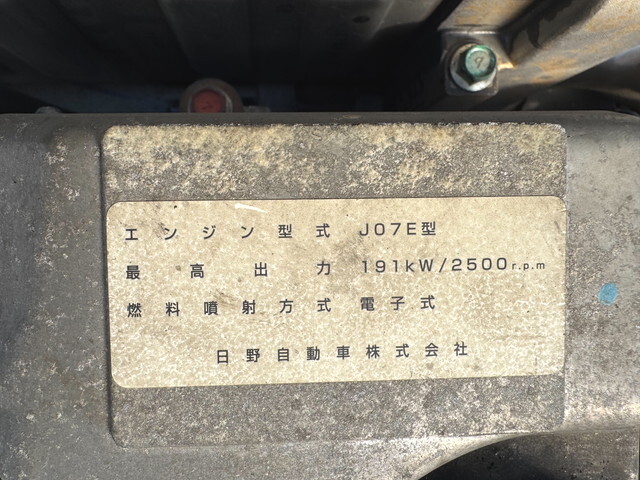 9
エンジン型式 J07E型
最高出力 191kW/2500r.p.m
燃料噴射方式 電子式
日野自動車株式会社